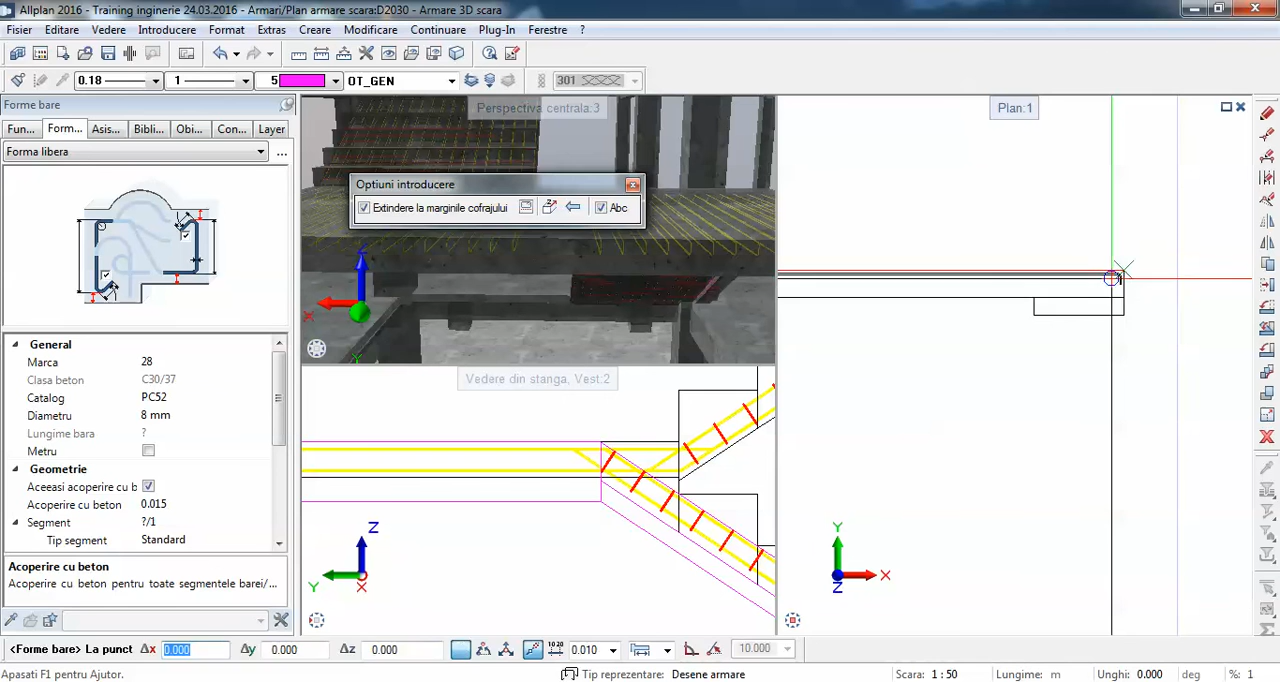 Allplan 2016 - Training inginerie 24.03.2016 - Armari/Plan armare scara:D2030 - Armare 3D scara
Fisier Editare Vedere Introducere Format Extras Creare Modificare Continuare Plug-In Ferestre ?
0.18 1 5 OT_GEN 301
Forme bare
Fun... Form... Asis... Bibli... Obi... Con... Layer
Forma libera ...
General
Marca 28
Clasa beton C30/37
Catalog PC52
Diametru 8 mm
Lungime bara ?
Metru
Geometrie
Aceeasi acoperire cu b
Acoperire cu beton 0.015
Segment ?/1
Tip segment Standard
Acoperire cu beton
Acoperire cu beton pentru toate segmentele barei/...
Perspectiva centrala:3
Optiuni introducere
Extindere la marginile cofrajului Abc
Z
X
Y
Vedere din stanga, Vest:2
Z
Y
X
Plan:1
Y
X
Z
<Forme bare> La punct Δx 0.000 Δy 0.000 Δz 0.000 10.20 0.010 10.000
Apasati F1 pentru Ajutor. Tip reprezentare: Desene armare Scara: 1 : 50 Lungime: m Unghi: 0.000 deg %: 1